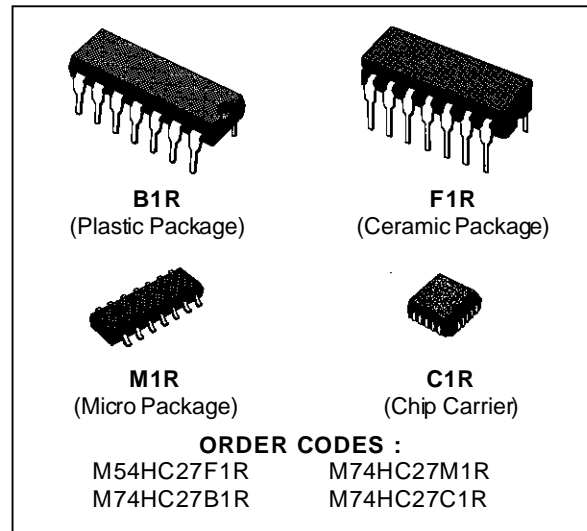 B1R
(Plastic Package)
F1R
(Ceramic Package)
M1R
(Micro Package)
C1R
(Chip Carrier)
ORDER CODES :
M54HC27F1R M74HC27M1R
M74HC27B1R M74HC27C1R